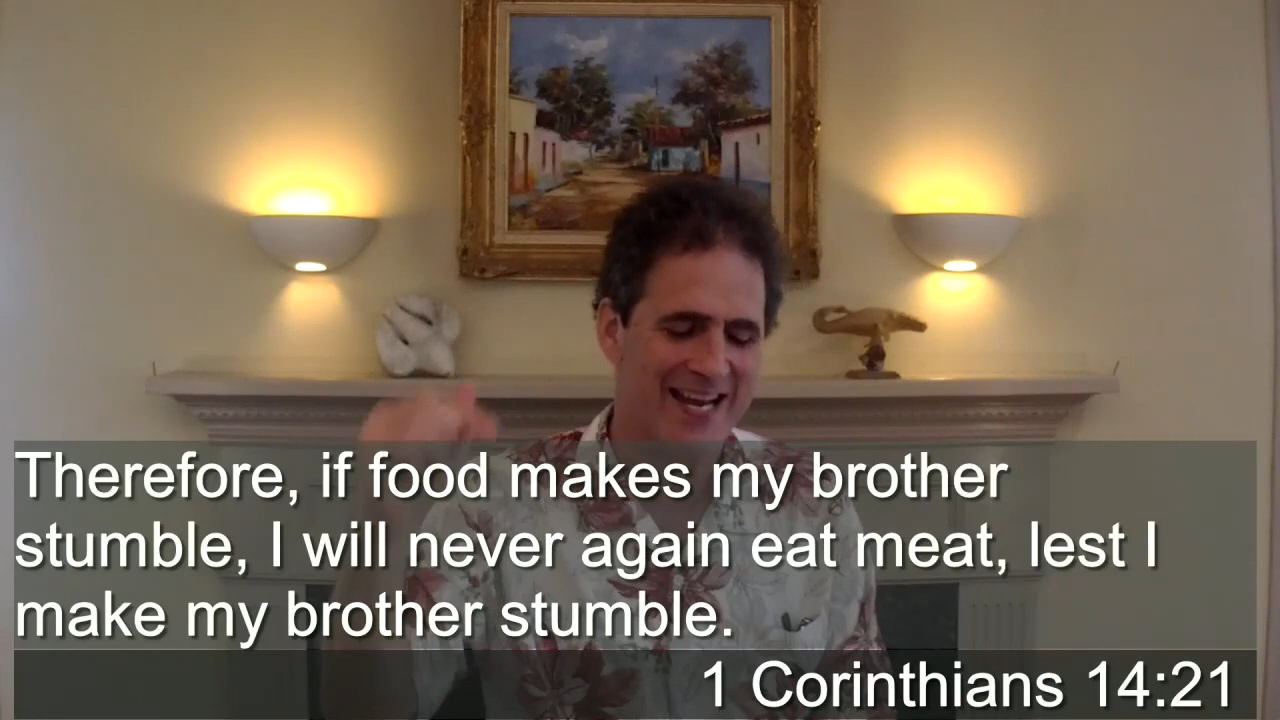 Therefore, if food makes my brother
stumble, I will never again eat meat, lest I
make my brother stumble.
1 Corinthians 14:21